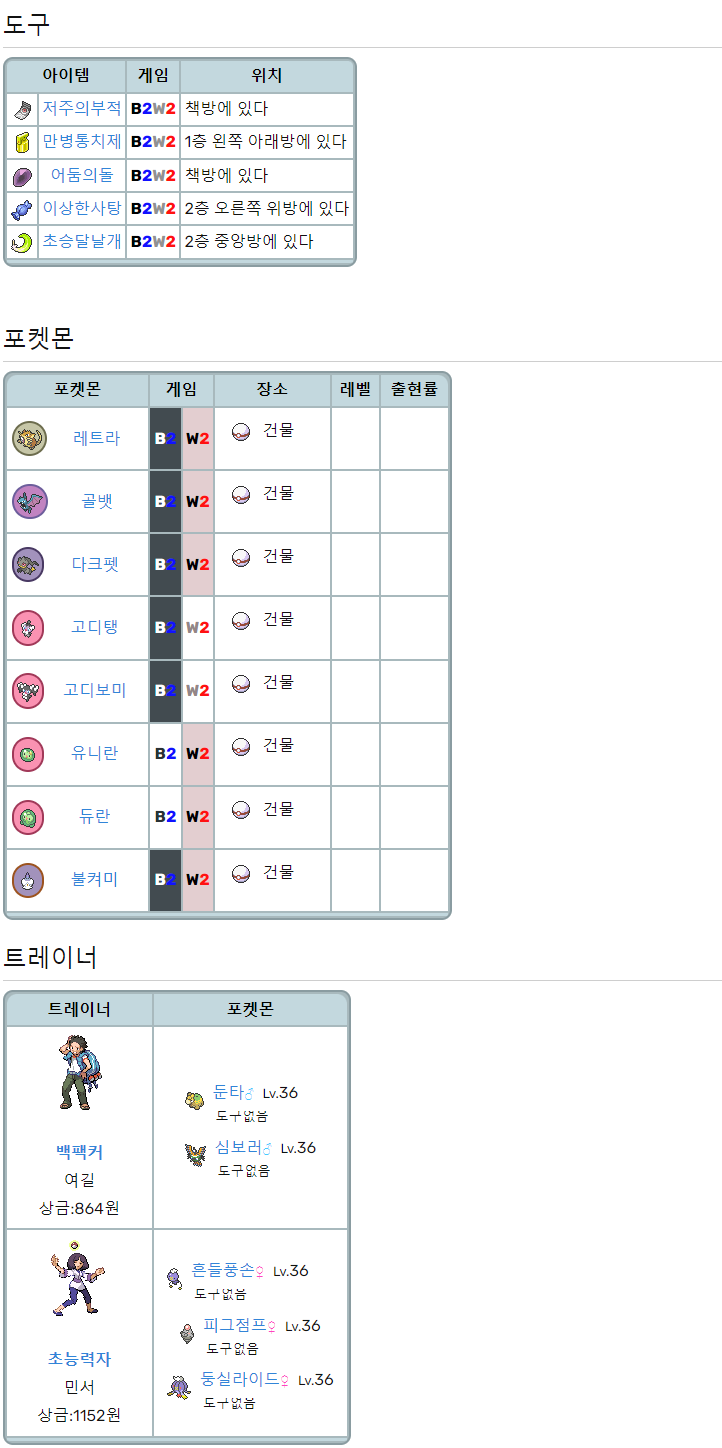 도구
아이템 게임 위치
저주의부적 B2W2 책방에 있다
만병통치제 B2W2 1층 왼쪽 아래방에 있다
어둠의돌 B2W2 책방에 있다
이상한사탕 B2W2 2층 오른쪽 위방에 있다
초승달날개 B2W2 2층 중앙방에 있다
포켓몬
포켓몬 게임 장소 레벨 출현률
레트라 B2 W2 건물
골뱃 B2 W2 건물
다크펫 B2 W2 건물
고디탱 B2 W2 건물
고디보미 B2 W2 건물
유니란 B2 W2 건물
듀란 B2 W2 건물
불켜미 B2 W2 건물
트레이너
트레이너 포켓몬
둔타♂ Lv.36
도구없음
심보러♂ Lv.36
도구없음
백팩커
여길
상금:864원
흔들풍손♀ Lv.36
도구없음
피그점프♀ Lv.36
도구없음
둥실라이드♀ Lv.36
도구없음
초능력자
민서
상금:1152원